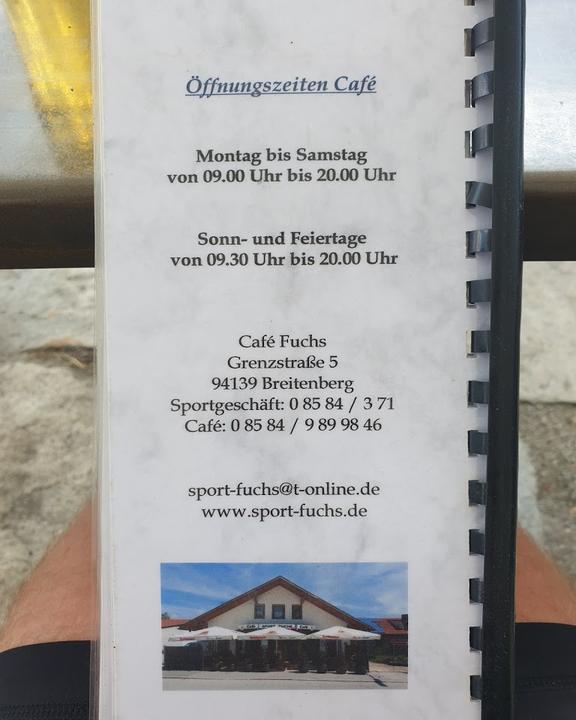 Öffnungszeiten Café
Montag bis Samstag
von 09.00 Uhr bis 20.00 Uhr
Sonn- und Feiertage
von 09.30 Uhr bis 20.00 Uhr
Café Fuchs
Grenzstraße 5
94139 Breitenberg
Sportgeschäft: 0 85 84 / 3 71
Café: 0 85 84 / 9 89 98 46
sport-fuchs@t-online.de
www.sport-fuchs.de